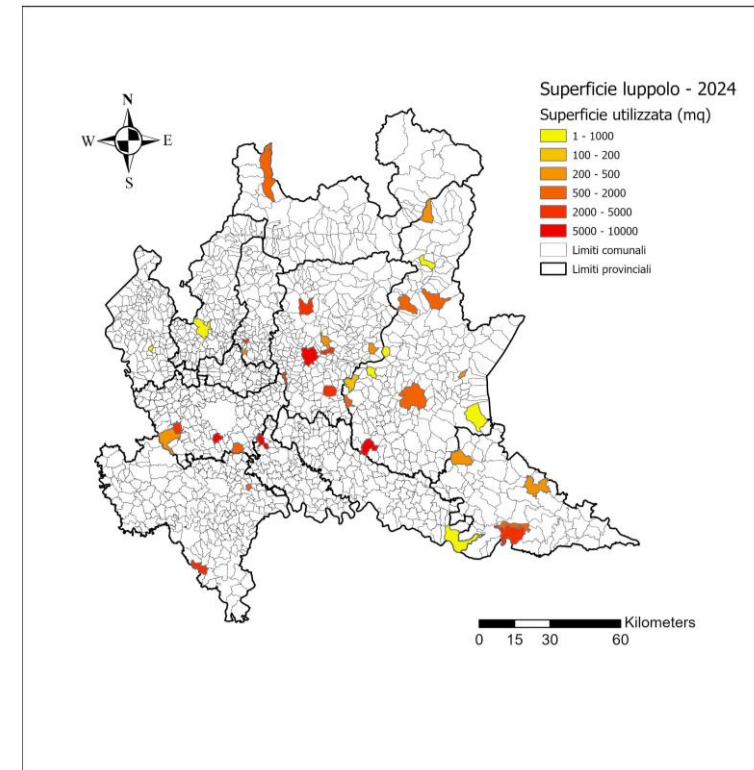 Superficie luppolo - 2024
Superficie utilizzata (mq)
1 - 1000
100 - 200
200 - 500
500 - 2000
2000 - 5000
5000 - 10000
Limiti comunali
Limiti provinciali
N
W E
S
Kilometers
0 15 30 60